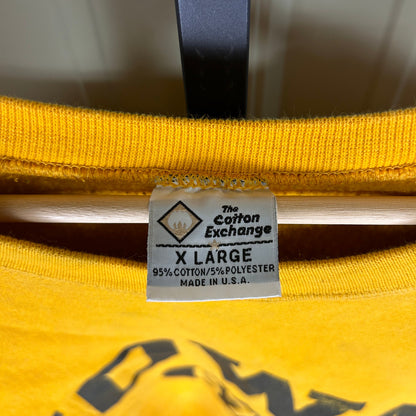 The
Cotton
Exchange
X LARGE
95% COTTON/5% POLYESTER
MADE IN U.S.A.